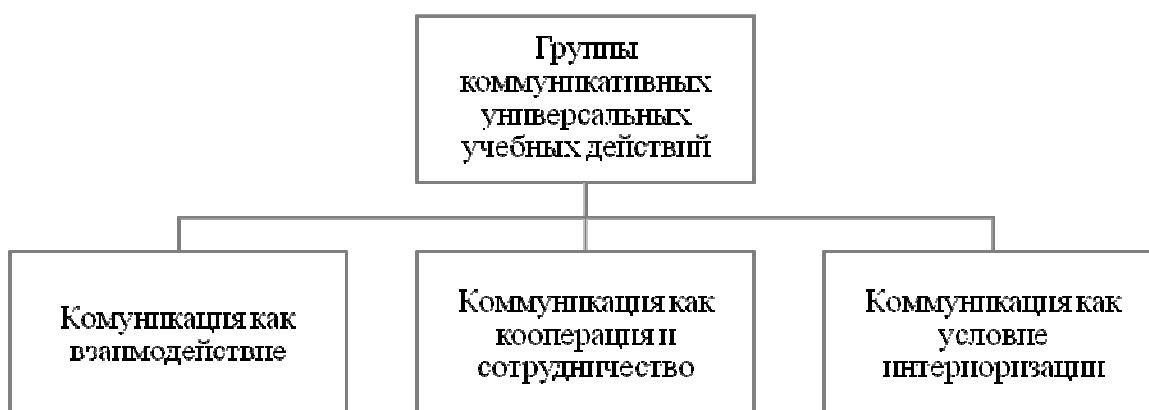 Группы
коммуникативных
универсальных
учебных действий
Комуникация как
взаимодействие
Коммуникация как
кооперация и
сотрудничество
Коммуникация как
условие
интериоризации